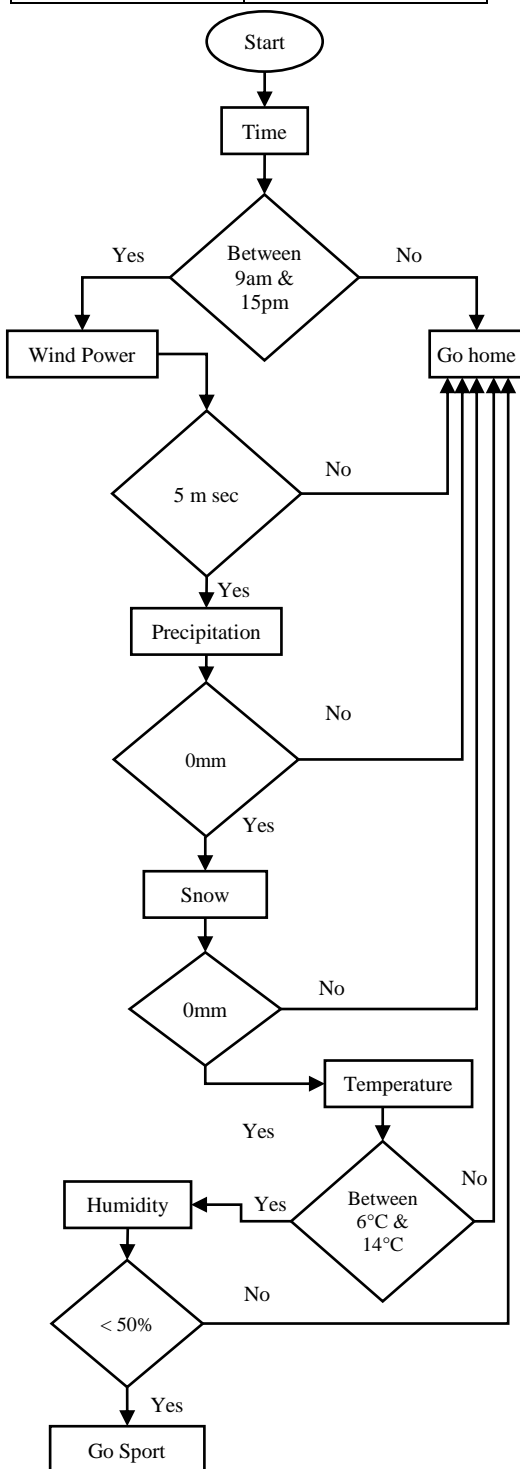 Start
Time
Yes
Between
9am &
15pm
No
Wind Power
Go home
5 m sec
No
Yes
Precipitation
0mm
No
Yes
Snow
0mm
No
Temperature
Yes
Between
6°C &
14°C
No
Yes
Humidity
< 50%
No
Yes
Go Sport